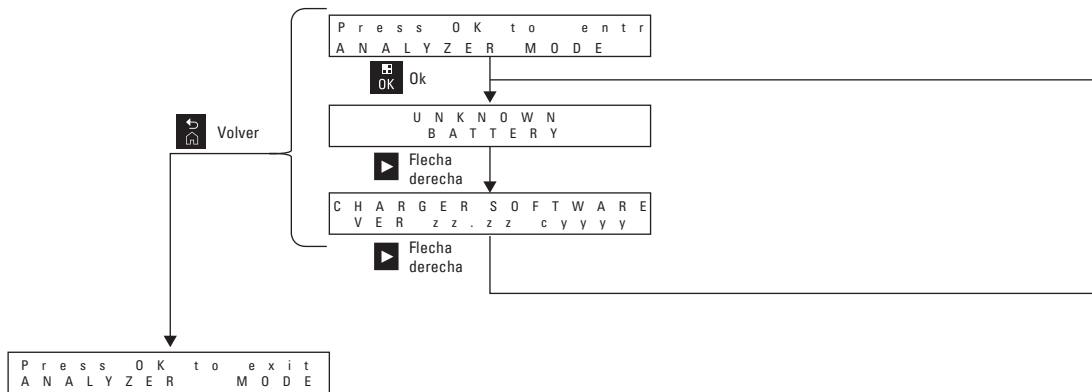 Press OK to entr
ANALYZER MODE
OK Ok
UNKNOWN
BATTERY
Volver
Flecha
derecha
CHARGER SOFTWARE
VER zz.zz cyyyy
Flecha
derecha
Press OK to exit
ANALYZER MODE